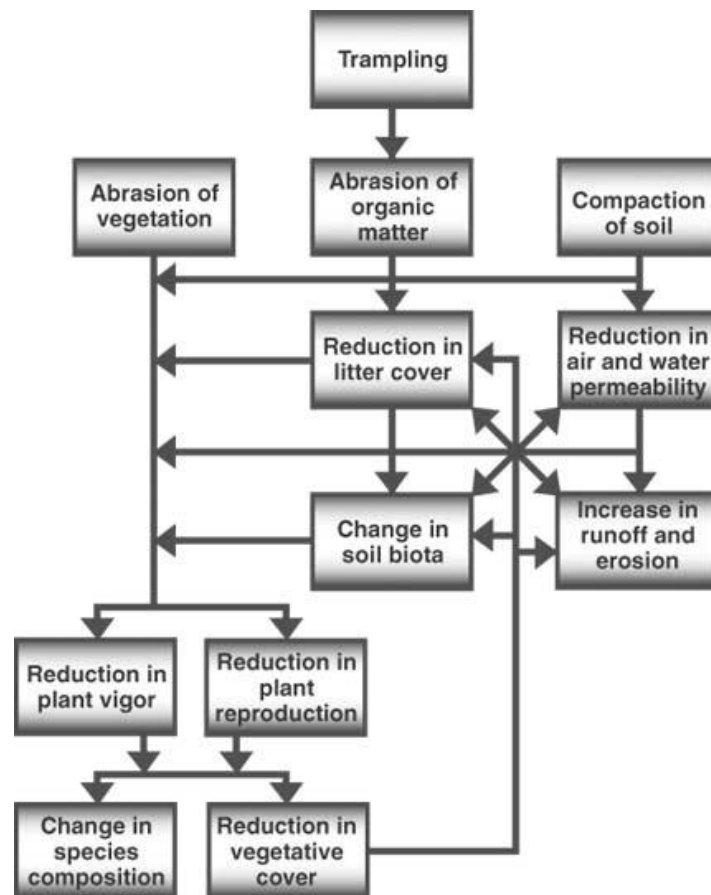 Trampling
Abrasion of
vegetation
Abrasion of
organic
matter
Compaction
of soil
Reduction in
litter cover
Reduction in
air and water
permeability
Change in
soil biota
Increase in
runoff and
erosion
Reduction in
plant vigor
Reduction in
plant
reproduction
Change in
species
composition
Reduction in
vegetative
cover